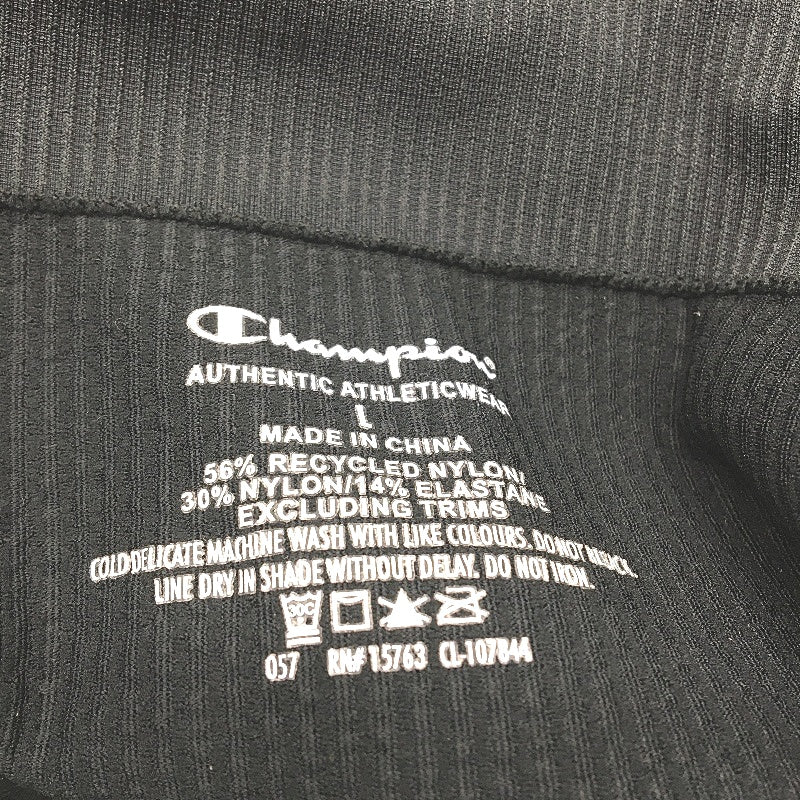 Champion
AUTHENTIC ATHLETICWEAR
L
MADE IN CHINA
56% RECYCLED NYLON/
30% NYLON/14% ELASTANE
EXCLUDING TRIMS
COLD DELICATE MACHINE WASH WITH LIKE COLOURS. DO NOT
LINE DRY IN SHADE WITHOUT DELAY. DO NOT IRON.
30C
057 RN# 15763 CL-107844